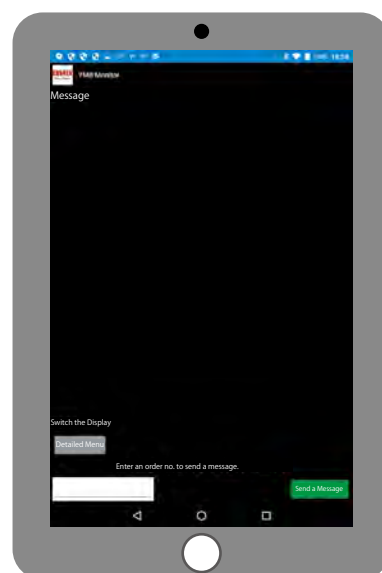 Message
Switch the Display
Detailed Menu
Enter an order no. to send a message.
Send a Message